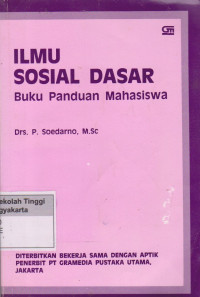 GM
ILMU
SOSIAL DASAR
Buku Panduan Mahasiswa
Drs. P. Soedarno, M.Sc
ekolah Tinggi
gyakarta
DITERBITKAN BEKERJA SAMA DENGAN APTIK
PENERBIT PT GRAMEDIA PUSTAKA UTAMA,
JAKARTA